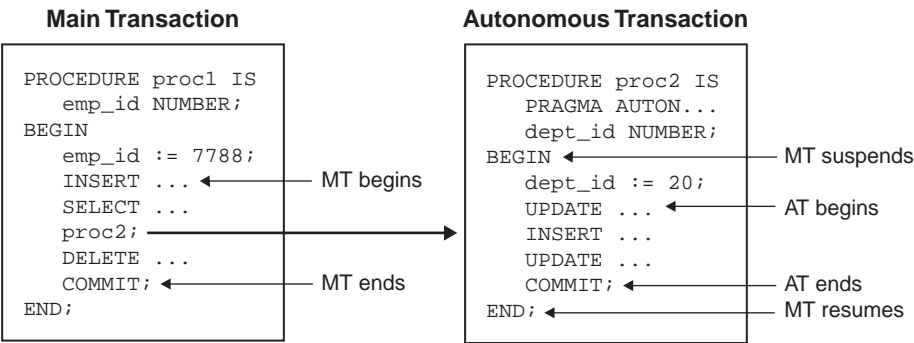 Main Transaction
PROCEDURE proc1 IS
emp_id NUMBER;
BEGIN
emp_id := 7788;
INSERT ...
MT begins
SELECT ...
proc2;
DELETE ...
COMMIT;
MT ends
END;
Autonomous Transaction
PROCEDURE proc2 IS
PRAGMA AUTON...
dept_id NUMBER;
BEGIN
MT suspends
dept_id := 20;
UPDATE ...
AT begins
INSERT ...
UPDATE ...
COMMIT;
AT ends
END;
MT resumes